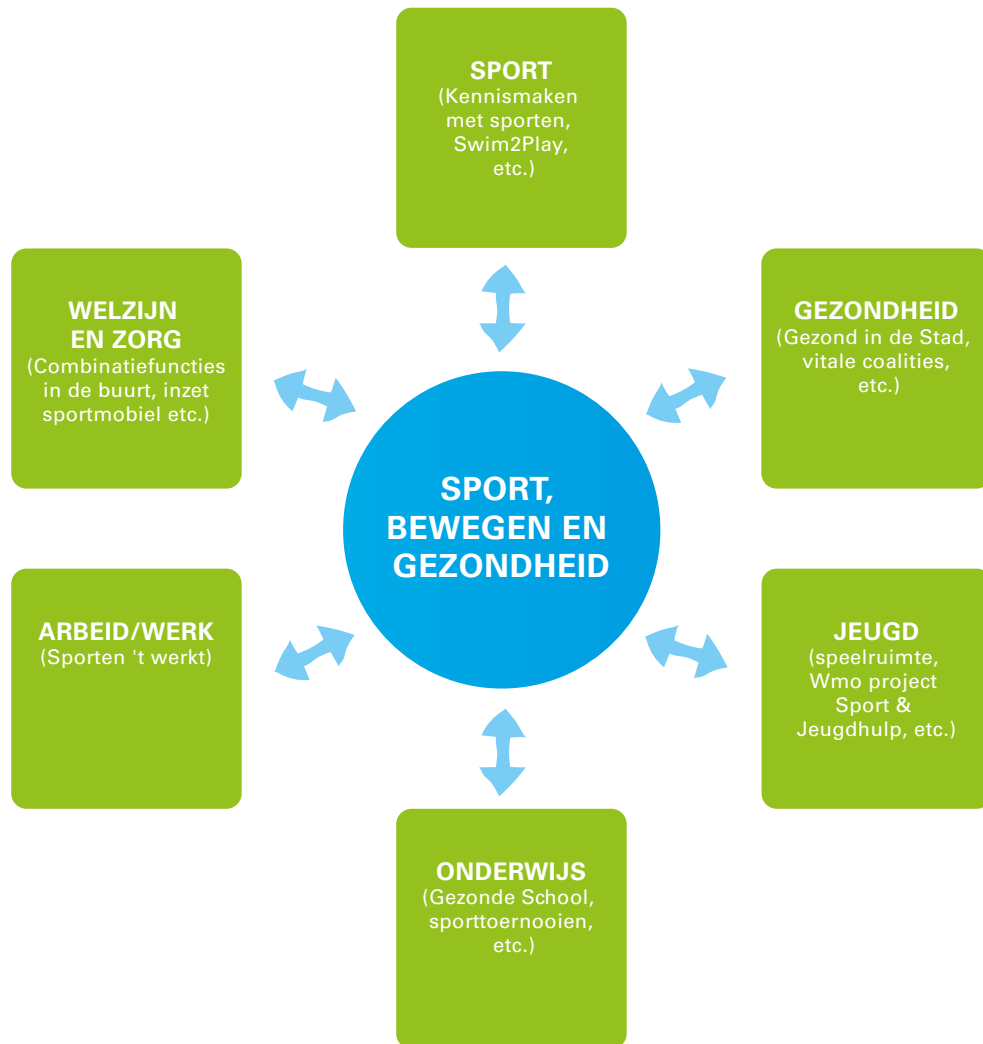 SPORT
(Kennismaken
met sporten,
Swim2Play,
etc.)
WELZIJN
EN ZORG
(Combinatiefuncties
in de buurt, inzet
sportmobiel etc.)
GEZONDHEID
(Gezond in de Stad,
vitale coalities,
etc.)
SPORT,
BEWEGEN EN
GEZONDHEID
ARBEID/WERK
(Sporten 't werkt)
JEUGD
(speelruimte,
Wmo project
Sport &
Jeugdhulp, etc.)
ONDERWIJS
(Gezonde School,
sporttoernooien,
etc.)